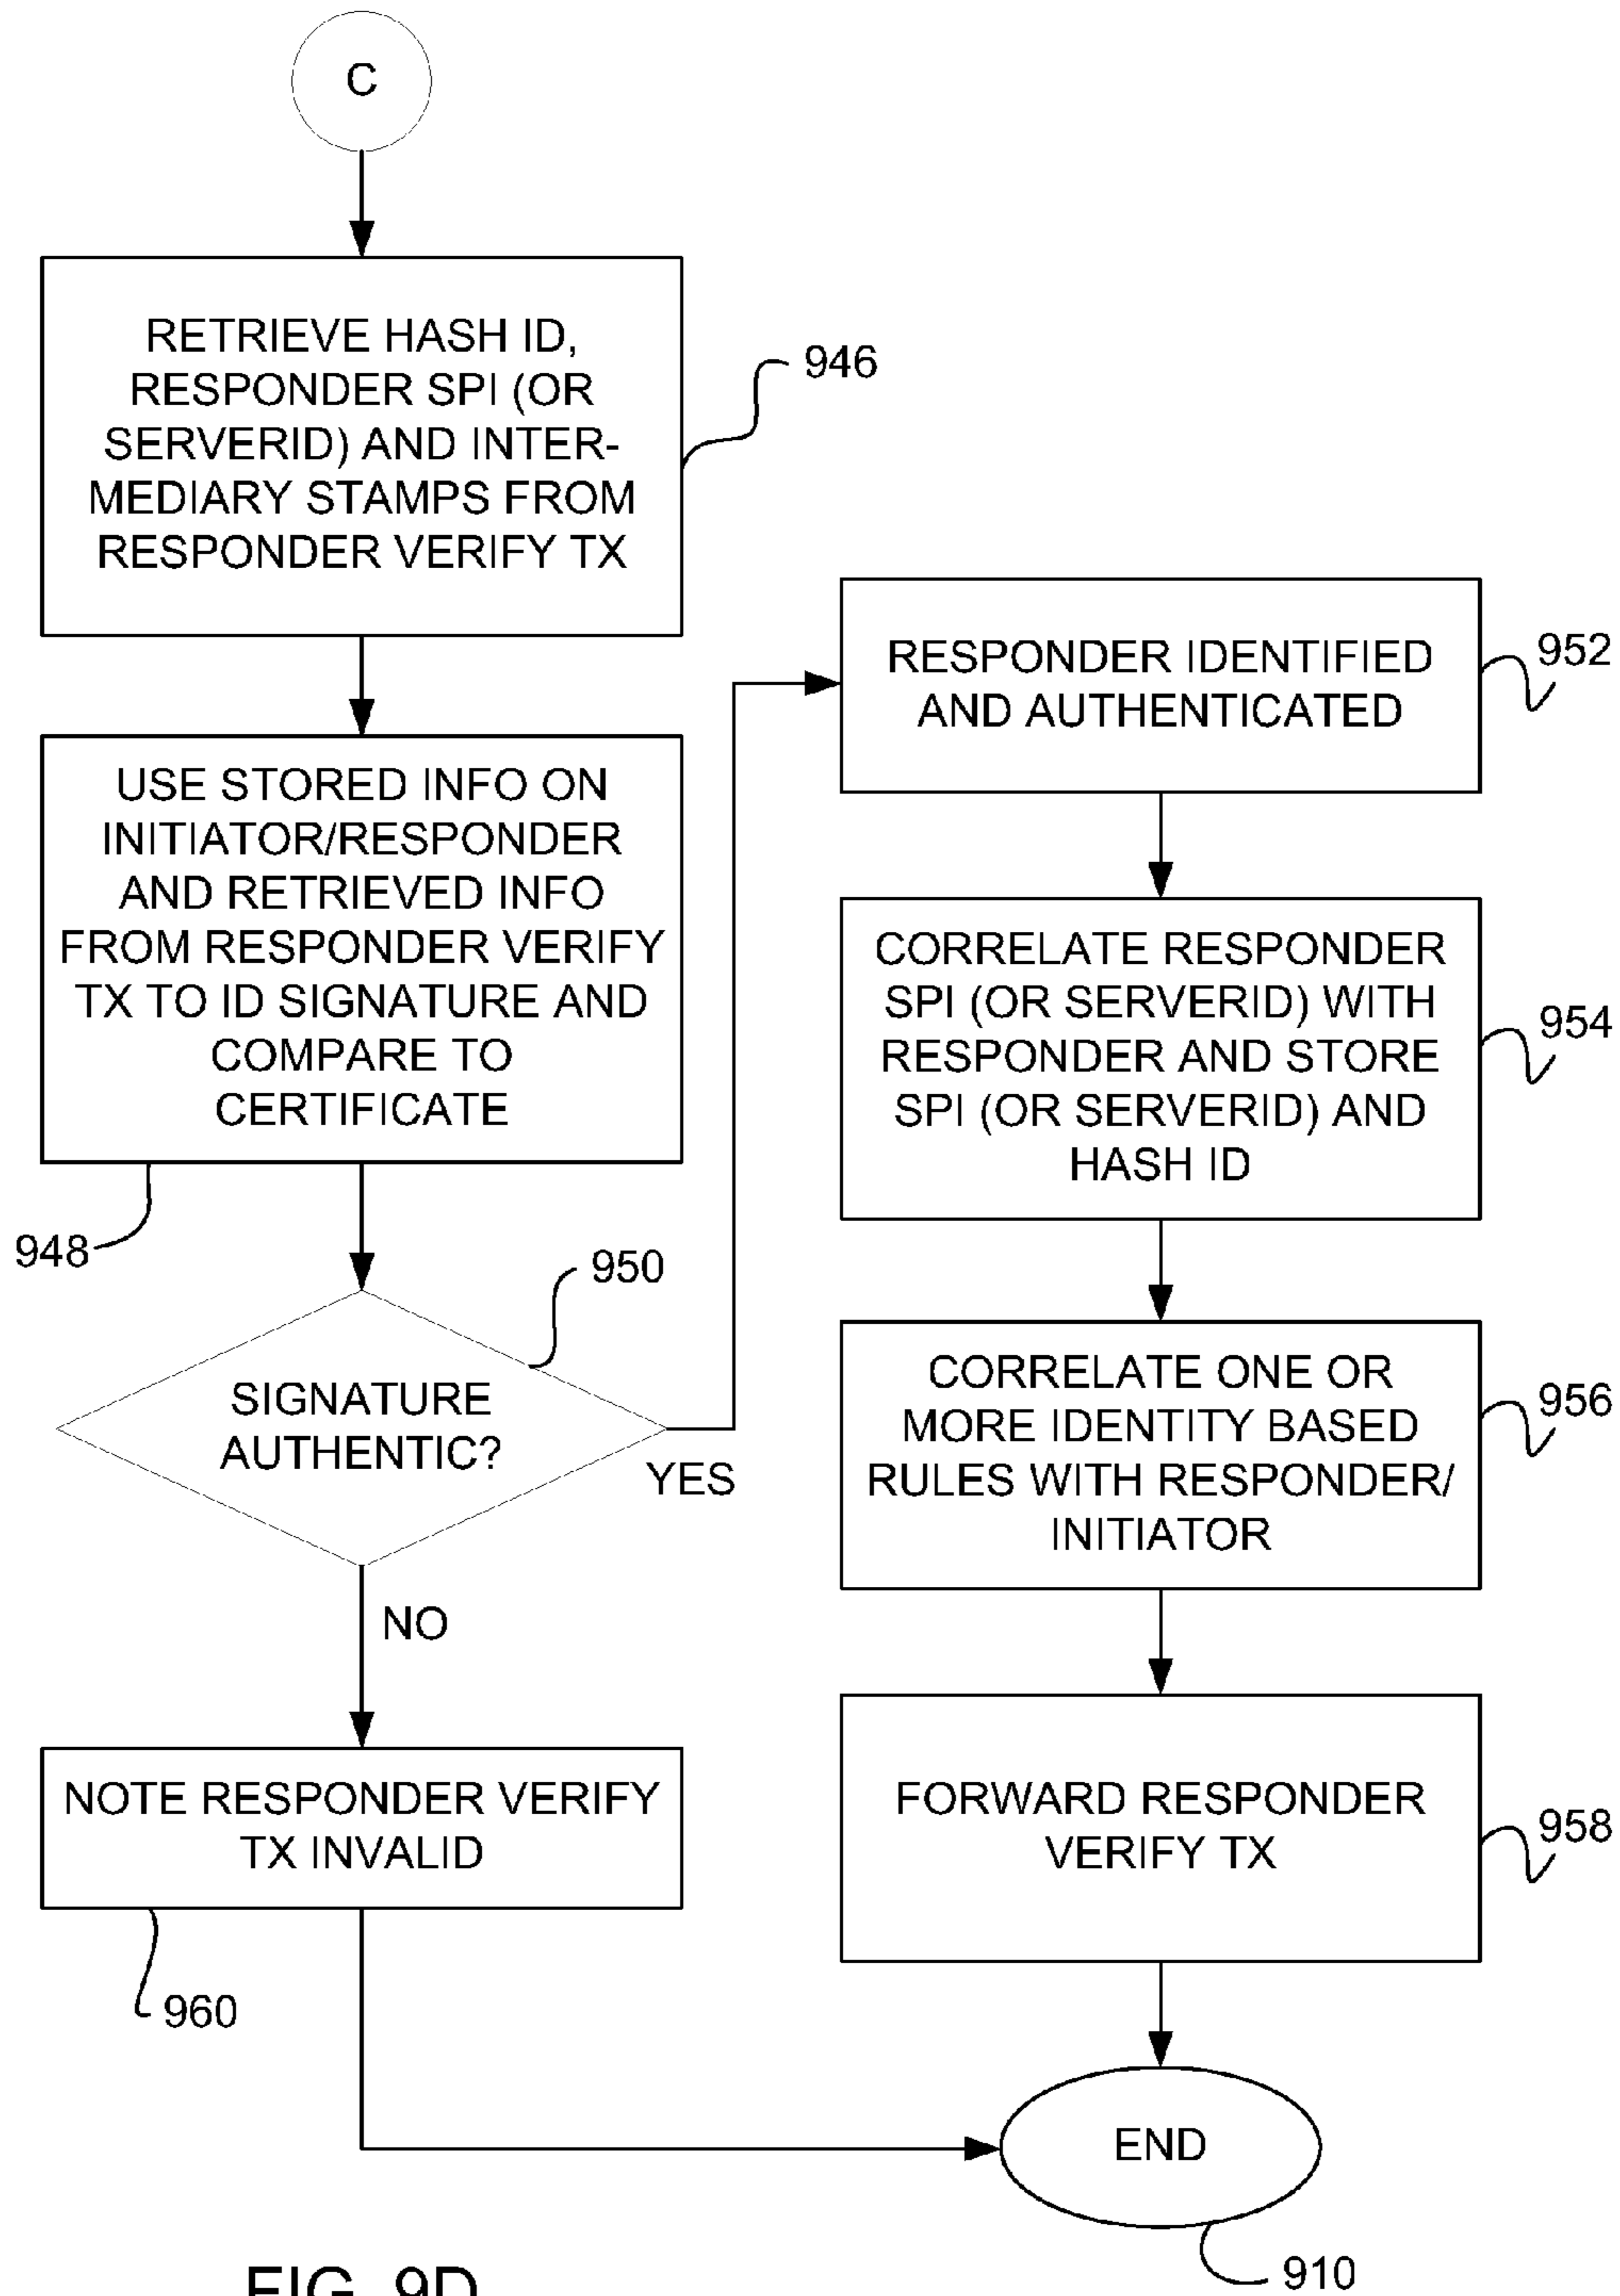 C
RETRIEVE HASH ID,
RESPONDER SPI (OR
SERVERID) AND INTER-
MEDIARY STAMPS FROM
RESPONDER VERIFY TX
946
USE STORED INFO ON
INITIATOR/RESPONDER
AND RETRIEVED INFO
FROM RESPONDER VERIFY
TX TO ID SIGNATURE AND
COMPARE TO
CERTIFICATE
948
950
SIGNATURE
AUTHENTIC?
YES
NO
NOTE RESPONDER VERIFY
TX INVALID
960
RESPONDER IDENTIFIED
AND AUTHENTICATED
952
CORRELATE RESPONDER
SPI (OR SERVERID) WITH
RESPONDER AND STORE
SPI (OR SERVERID) AND
HASH ID
954
CORRELATE ONE OR
MORE IDENTITY BASED
RULES WITH RESPONDER/
INITIATOR
956
FORWARD RESPONDER
VERIFY TX
958
END
910
FIG. 9D